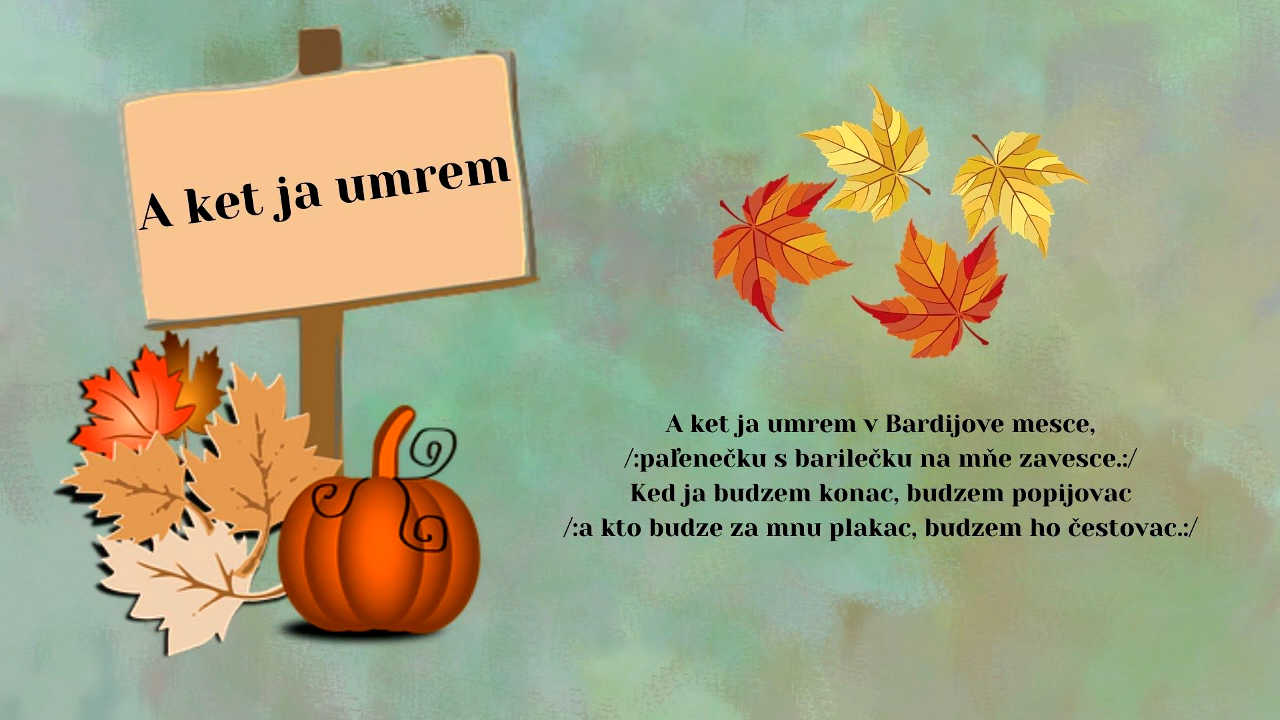 A ket ja umrem
A ket ja umrem v Bardijove mesce,
/:paľenečku s barilečku na mňe zavesce.:/
Ked ja budzem konac, budzem popijovac
/:a kto budze za mnu plakac, budzem ho čestovac.:/